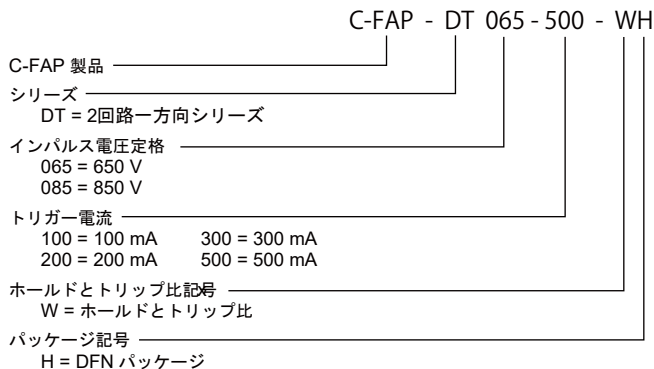 C-FAP - DT 065 - 500 - WH
C-FAP 製品
シリーズ
DT = 2回路一方向シリーズ
インパルス電圧定格
065 = 650 V
085 = 850 V
トリガー電流
100 = 100 mA 300 = 300 mA
200 = 200 mA 500 = 500 mA
ホールドとトリップ比記号
W = ホールドとトリップ比
パッケージ記号
H = DFN パッケージ